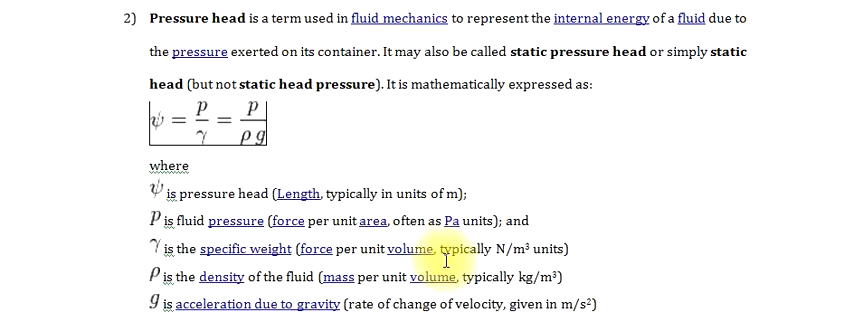 2) Pressure head is a term used in fluid mechanics to represent the internal energy of a fluid due to
the pressure exerted on its container. It may also be called static pressure head or simply static
head (but not static head pressure). It is mathematically expressed as:
ψ = p/γ = p/(ρ g)
where
ψ is pressure head (Length, typically in units of m);
p is fluid pressure (force per unit area, often as Pa units); and
γ is the specific weight (force per unit volume, typically N/m³ units)
ρ is the density of the fluid (mass per unit volume, typically kg/m³)
g is acceleration due to gravity (rate of change of velocity, given in m/s²)